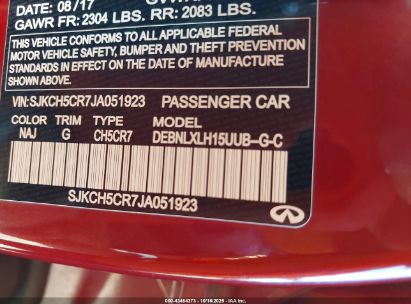 DATE: 08/17
GAWR FR: 2304 LBS. RR: 2083 LBS.
THIS VEHICLE CONFORMS TO ALL APPLICABLE FEDERAL
MOTOR VEHICLE SAFETY, BUMPER AND THEFT PREVENTION
STANDARDS IN EFFECT ON THE DATE OF MANUFACTURE
SHOWN ABOVE.
VIN:SJKCH5CR7JA051923 PASSENGER CAR
COLOR TRIM TYPE MODEL
NAJ G CH5CR7 DEBNLXLH15UUB-G-C
SJKCH5CR7JA051923
INFINITI